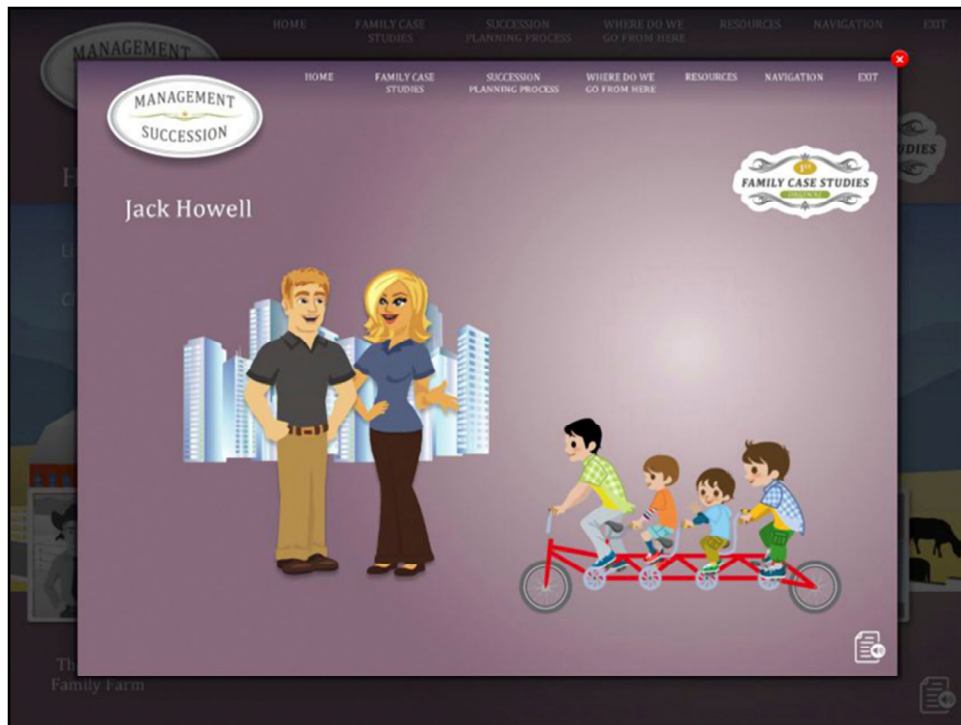 HOME
FAMILY CASE
STUDIES
SUCCESSION
PLANNING PROCESS
WHERE DO WE
GO FROM HERE
RESOURCES
NAVIGATION
EXIT
MANAGEMENT
HOME
FAMILY CASE
STUDIES
SUCCESSION
PLANNING PROCESS
WHERE DO WE
GO FROM HERE
RESOURCES
NAVIGATION
EXIT
MANAGEMENT
SUCCESSION
1ST
FAMILY CASE STUDIES
Jack Howell
Family Farm